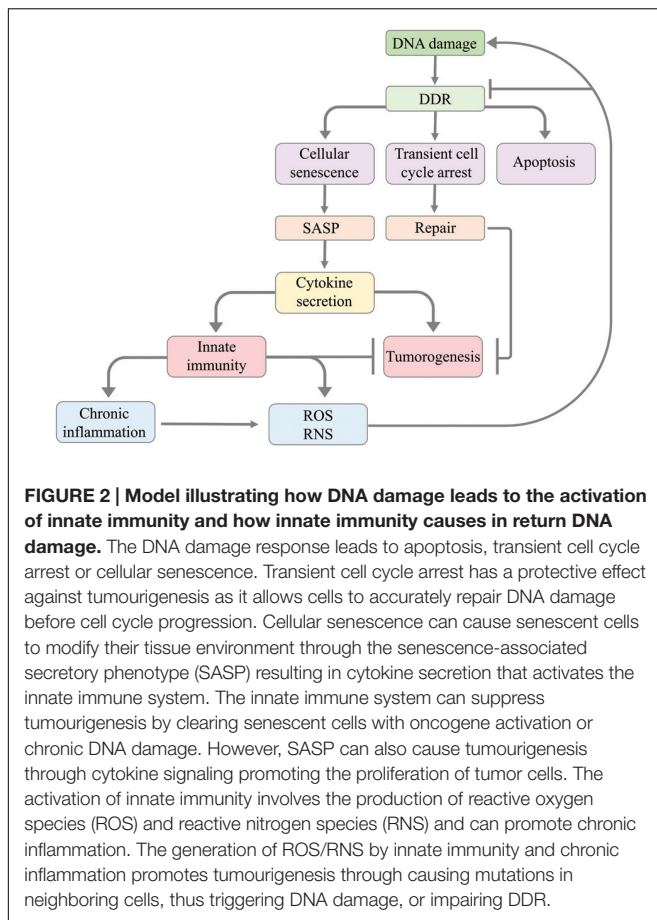 DNA damage
DDR
Cellular
senescence
Transient cell
cycle arrest
Apoptosis
SASP
Repair
Cytokine
secretion
Innate
immunity
Tumorogenesis
Chronic
inflammation
ROS
RNS
FIGURE 2 | Model illustrating how DNA damage leads to the activation
of innate immunity and how innate immunity causes in return DNA
damage. The DNA damage response leads to apoptosis, transient cell cycle
arrest or cellular senescence. Transient cell cycle arrest has a protective effect
against tumourigenesis as it allows cells to accurately repair DNA damage
before cell cycle progression. Cellular senescence can cause senescent cells
to modify their tissue environment through the senescence-associated
secretory phenotype (SASP) resulting in cytokine secretion that activates the
innate immune system. The innate immune system can suppress
tumourigenesis by clearing senescent cells with oncogene activation or
chronic DNA damage. However, SASP can also cause tumourigenesis
through cytokine signaling promoting the proliferation of tumor cells. The
activation of innate immunity involves the production of reactive oxygen
species (ROS) and reactive nitrogen species (RNS) and can promote chronic
inflammation. The generation of ROS/RNS by innate immunity and chronic
inflammation promotes tumourigenesis through causing mutations in
neighboring cells, thus triggering DNA damage, or impairing DDR.